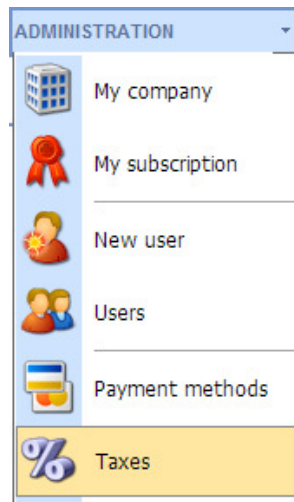 ADMINISTRATION
My company
My subscription
New user
Users
Payment methods
Taxes